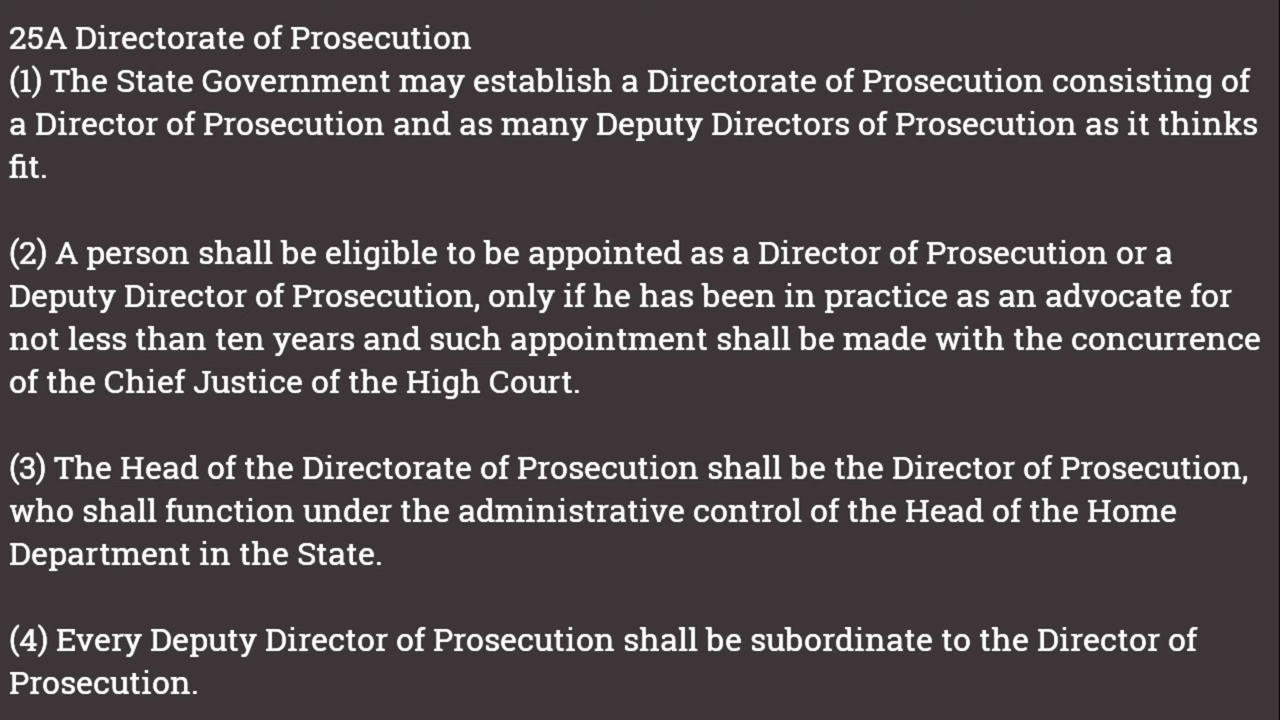 25A Directorate of Prosecution
(1) The State Government may establish a Directorate of Prosecution consisting of
a Director of Prosecution and as many Deputy Directors of Prosecution as it thinks
fit.
(2) A person shall be eligible to be appointed as a Director of Prosecution or a
Deputy Director of Prosecution, only if he has been in practice as an advocate for
not less than ten years and such appointment shall be made with the concurrence
of the Chief Justice of the High Court.
(3) The Head of the Directorate of Prosecution shall be the Director of Prosecution,
who shall function under the administrative control of the Head of the Home
Department in the State.
(4) Every Deputy Director of Prosecution shall be subordinate to the Director of
Prosecution.